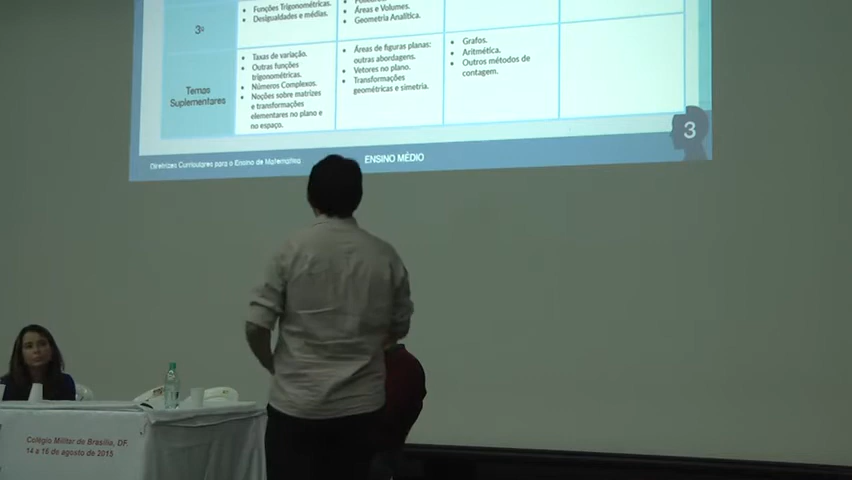 • Funções Trigonométricas.
• Desigualdades e médias.
• Áreas e Volumes.
• Geometria Analítica.
3º
Temas
Suplementares
• Taxas de variação.
• Outras funções
trigonométricas.
• Números Complexos.
• Noções sobre matrizes
e transformações
elementares no plano e
no espaço.
• Áreas de figuras planas:
outras abordagens.
• Vetores no plano.
• Transformações
geométricas e simetria.
• Grafos.
• Aritmética.
• Outros métodos de
contagem.
Diretrizes Curriculares para o Ensino de Matemática
ENSINO MÉDIO
3
Colégio Militar de Brasília, DF.
14 a 16 de agosto de 2015